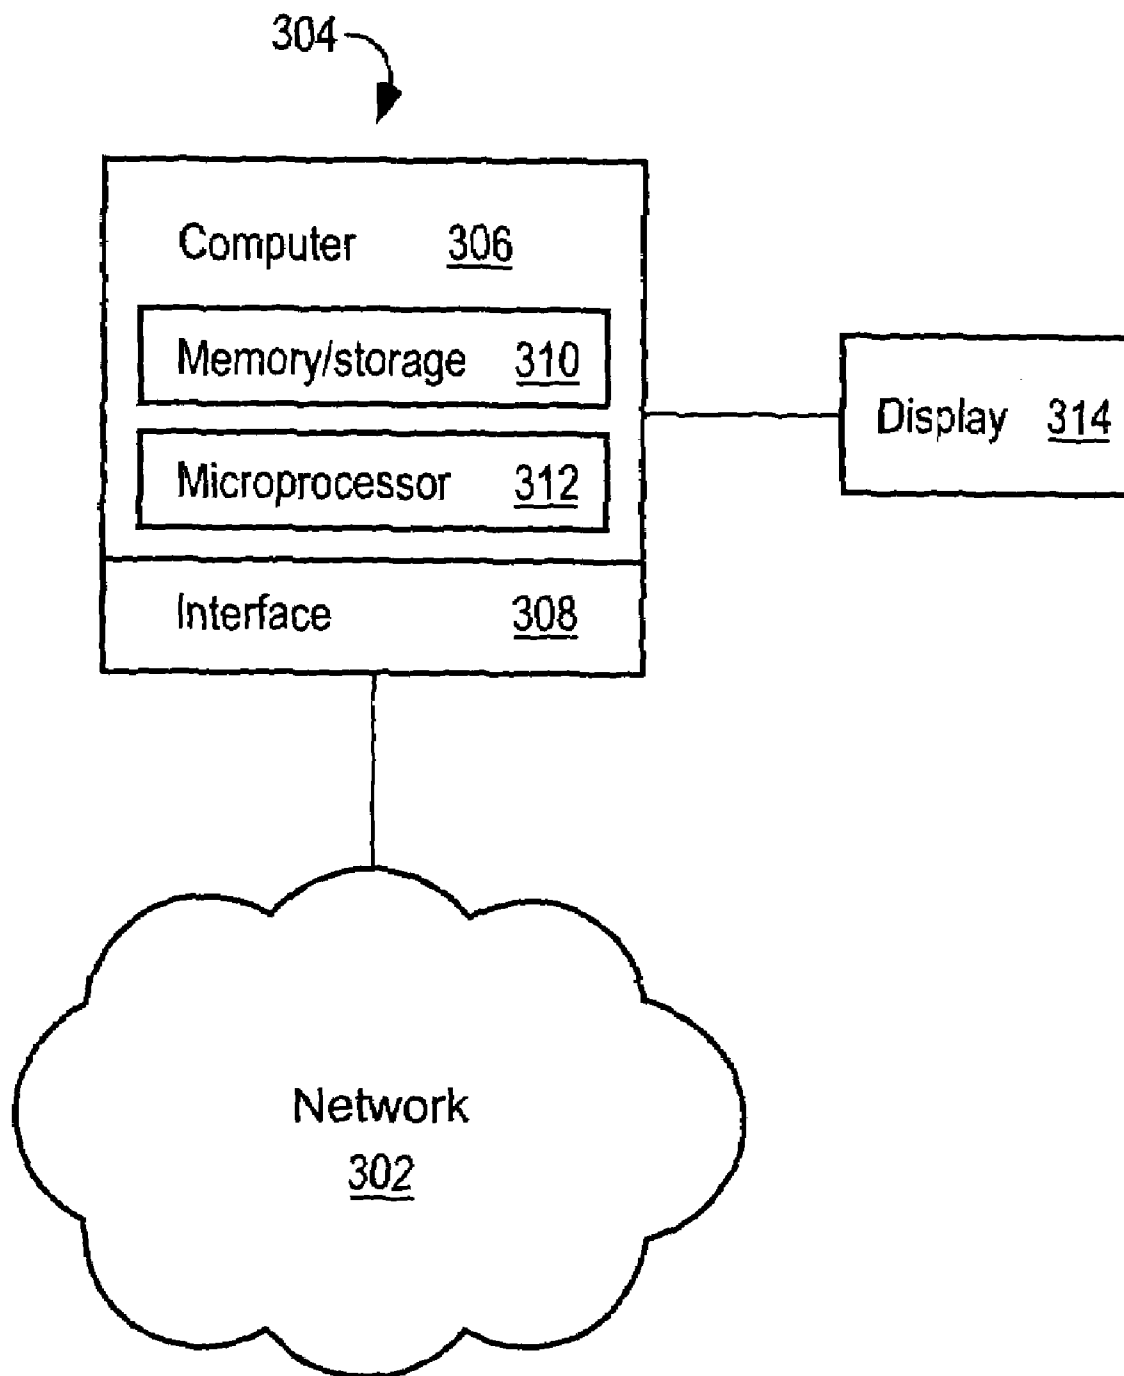 304
Computer 306
Memory/storage 310
Display 314
Microprocessor 312
Interface 308
Network
302